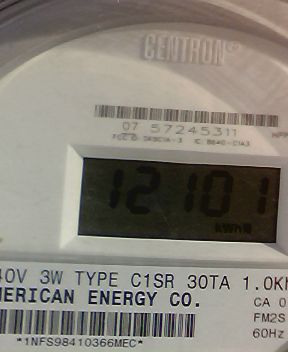 CENTRON®
07 57245311
12101
kWh
40V 3W TYPE C1SR 30TA 1.0K
MERICAN ENERGY CO.
CA 0
FM2S
60Hz
*1NFS98410366MEC*